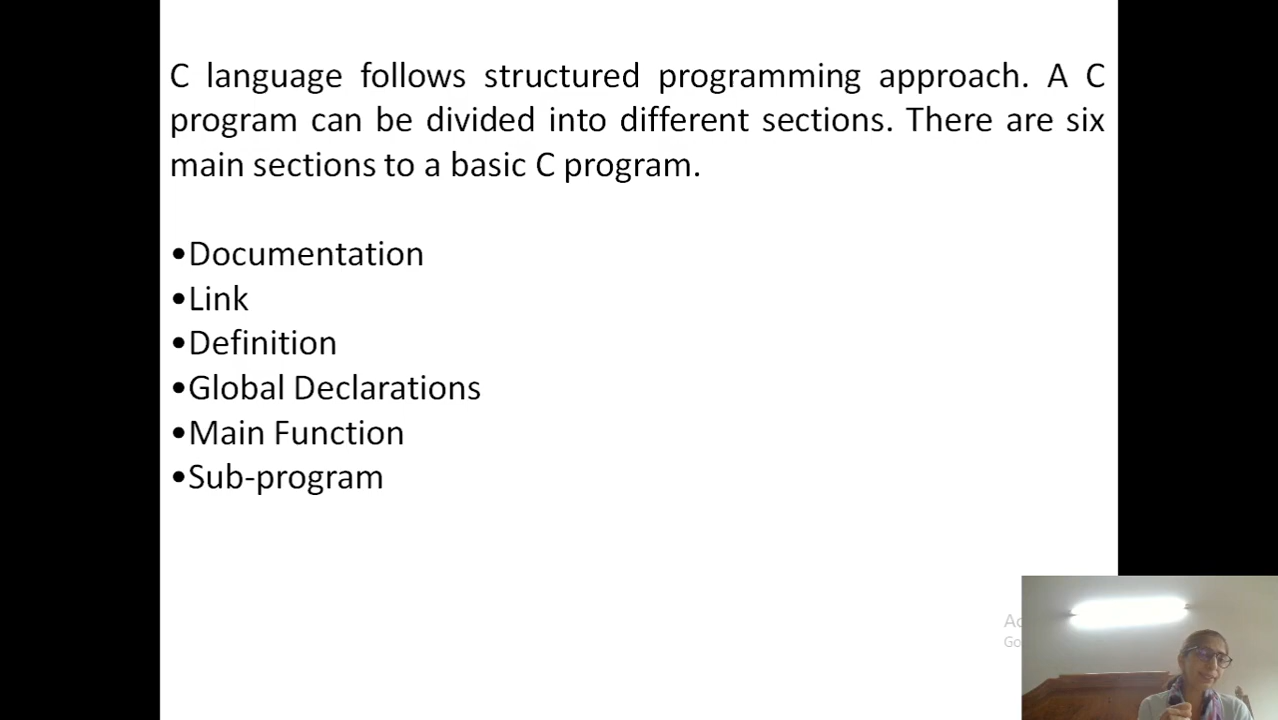 C language follows structured programming approach. A C
program can be divided into different sections. There are six
main sections to a basic C program.
•Documentation
•Link
•Definition
•Global Declarations
•Main Function
•Sub-program